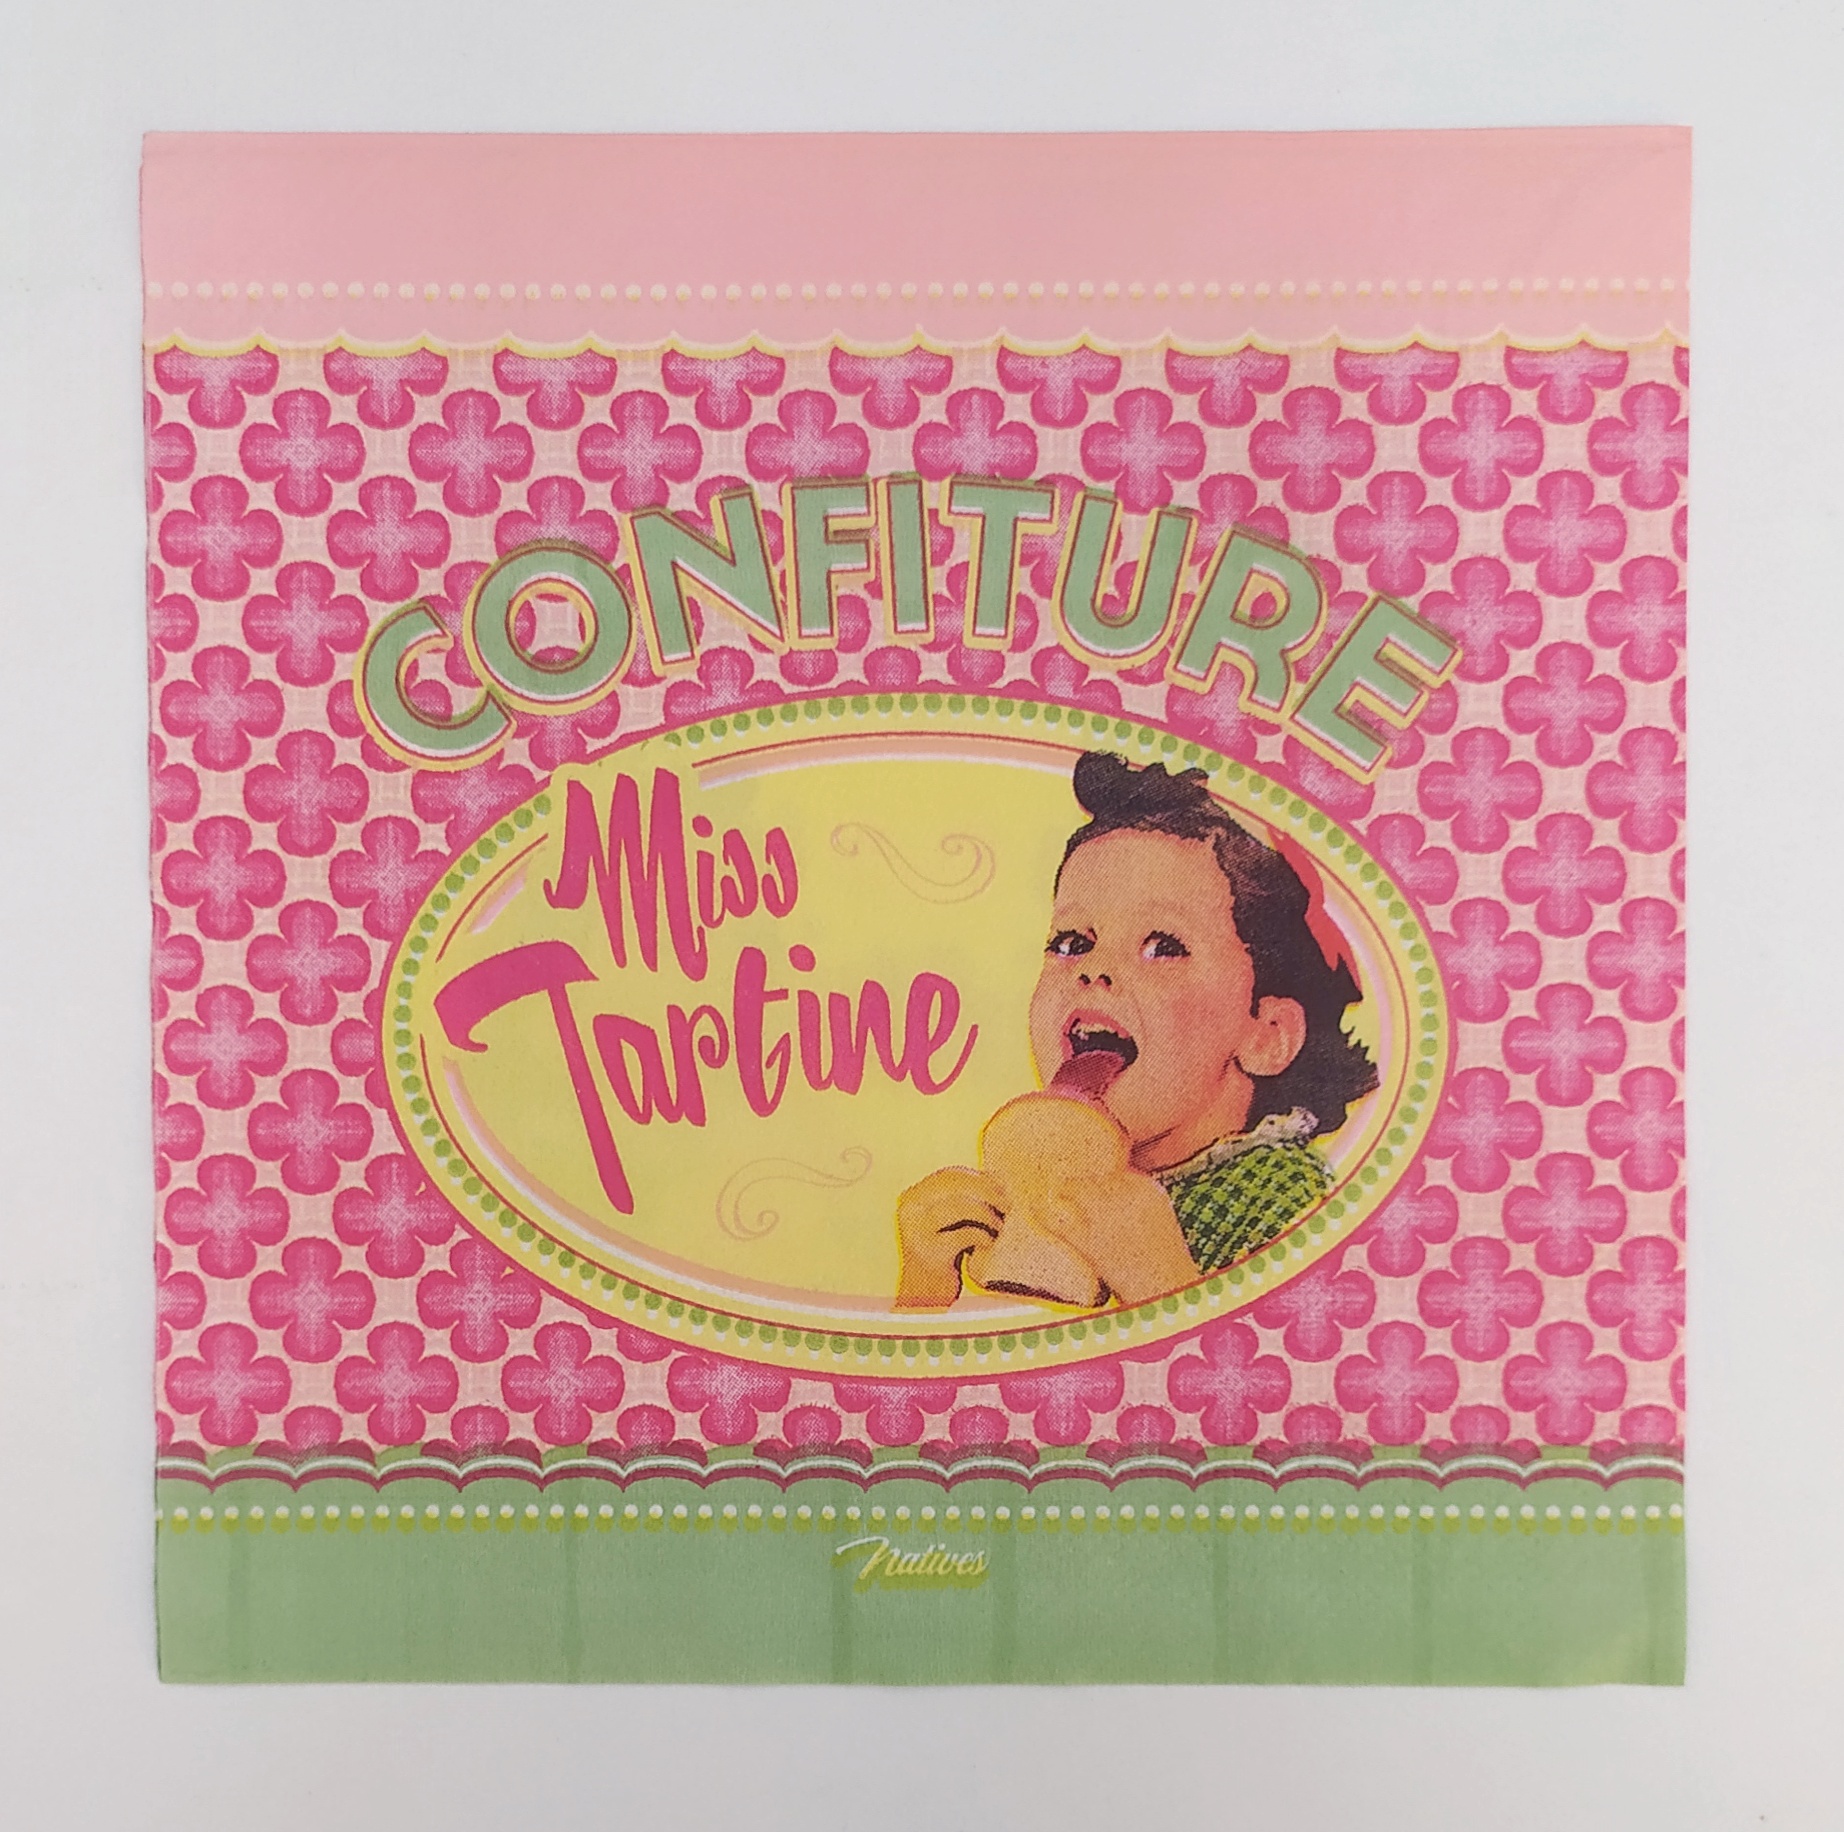 CONFITURE
Miss
Tartine
Natives